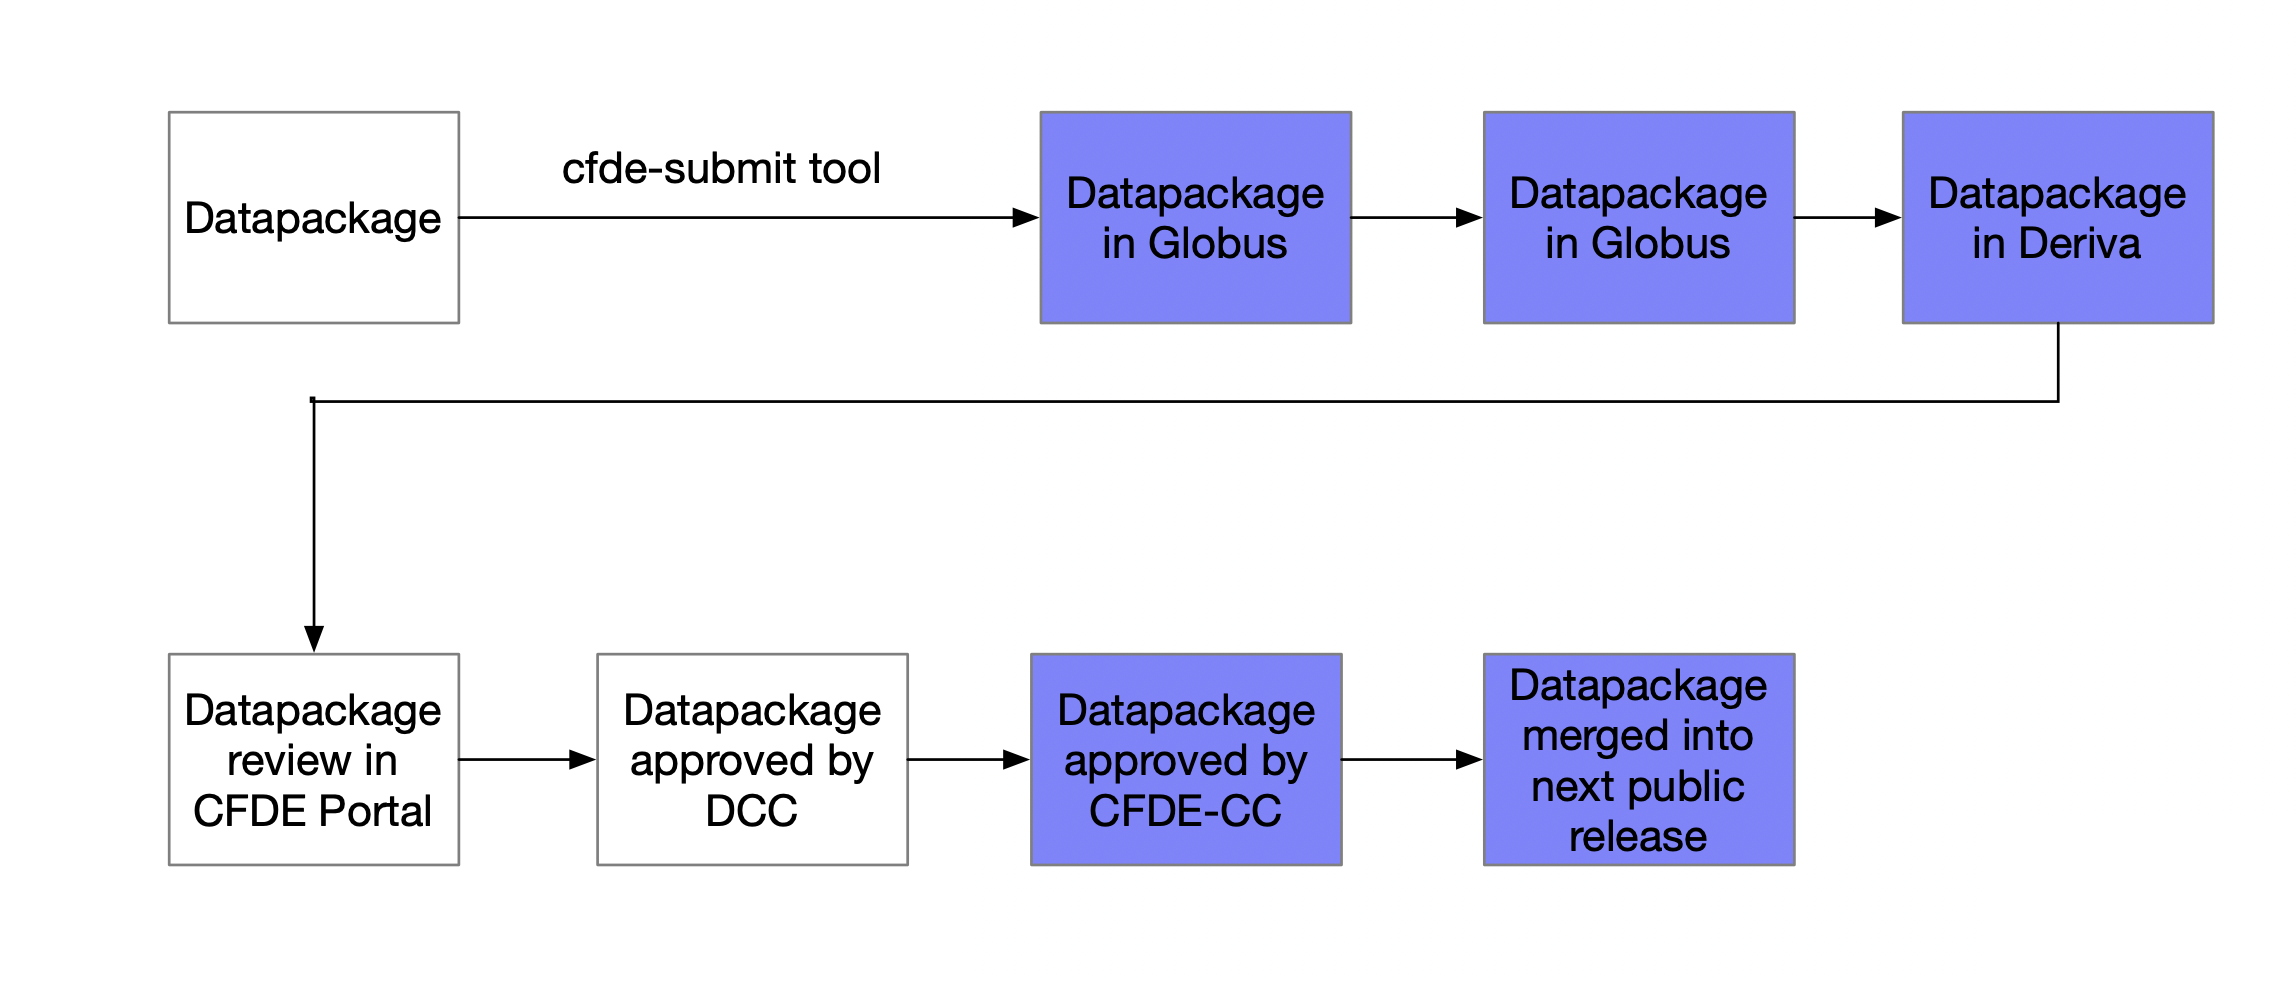 Datapackage
cfde-submit tool
Datapackage
in Globus
Datapackage
in Globus
Datapackage
in Deriva
Datapackage
review in
CFDE Portal
Datapackage
approved by
DCC
Datapackage
approved by
CFDE-CC
Datapackage
merged into
next public
release